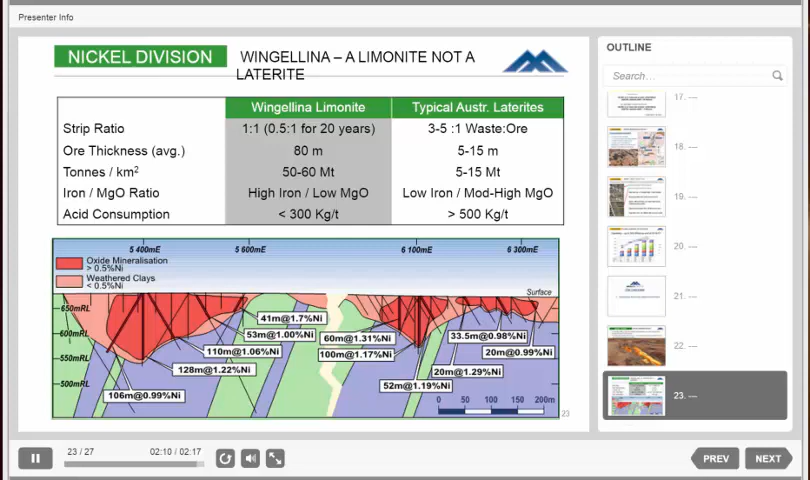 Presenter Info
NICKEL DIVISION
WINGELLINA – A LIMONITE NOT A
LATERITE
Wingellina Limonite Typical Austr. Laterites
Strip Ratio 1:1 (0.5:1 for 20 years) 3-5 :1 Waste:Ore
Ore Thickness (avg.) 80 m 5-15 m
Tonnes / km² 50-60 Mt 5-15 Mt
Iron / MgO Ratio High Iron / Low MgO Low Iron / Mod-High MgO
Acid Consumption < 300 Kg/t > 500 Kg/t
5 400mE 5 600mE 6 100mE 6 300mE
Oxide Mineralisation
> 0.5%Ni
Weathered Clays
< 0.5%Ni
Surface
650mRL
600mRL
550mRL
500mRL
41m@1.7%Ni
53m@1.00%Ni
110m@1.06%Ni
128m@1.22%Ni
106m@0.99%Ni
60m@1.31%Ni
100m@1.17%Ni
33.5m@0.98%Ni
20m@0.99%Ni
20m@1.29%Ni
52m@1.19%Ni
0 50 100 150 200m
23
OUTLINE
Search...
17. ---
18. ---
19. ---
20. ---
21. ---
22. ---
23. ---
23 / 27
02:10 / 02:17
PREV
NEXT